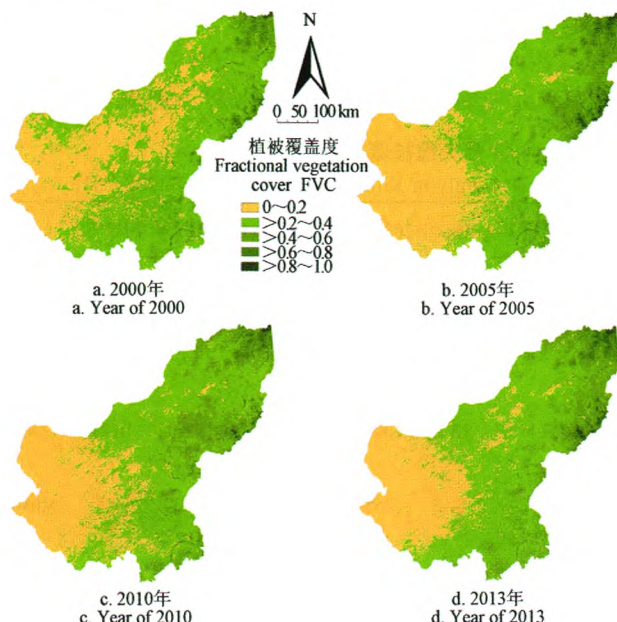 N
0 50 100 km
植被覆盖度
Fractional vegetation
cover FVC
0～0.2
>0.2～0.4
>0.4～0.6
>0.6～0.8
>0.8～1.0
a. 2000年
a. Year of 2000
b. 2005年
b. Year of 2005
c. 2010年
c. Year of 2010
d. 2013年
d. Year of 2013